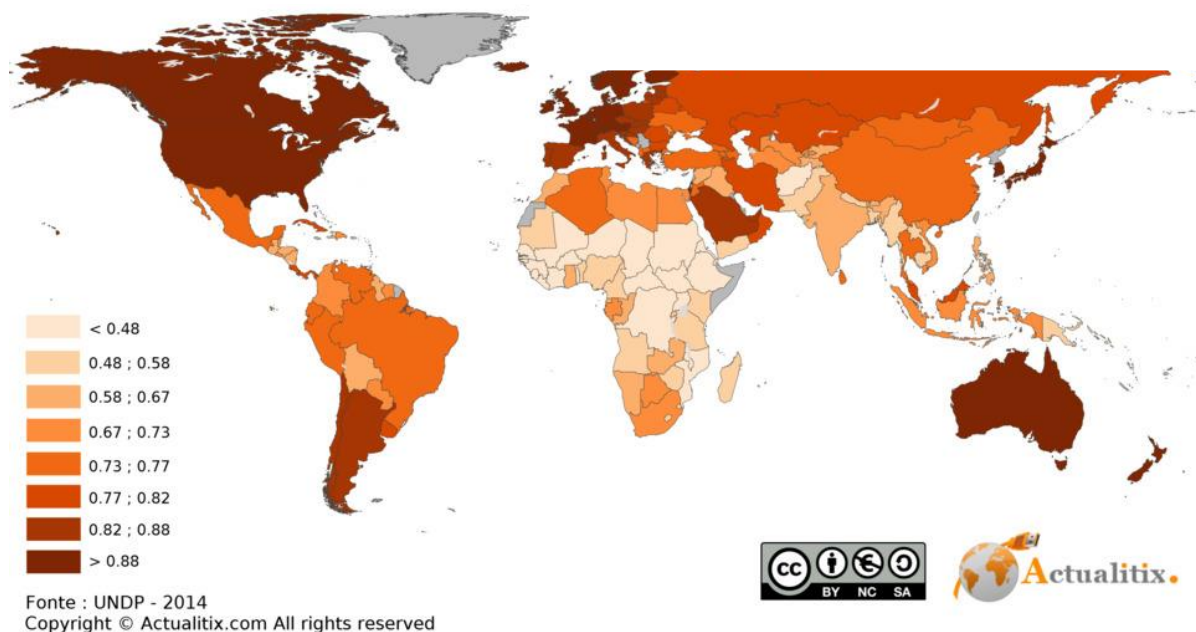 < 0.48
0.48 ; 0.58
0.58 ; 0.67
0.67 ; 0.73
0.73 ; 0.77
0.77 ; 0.82
0.82 ; 0.88
> 0.88
Fonte : UNDP - 2014
Copyright © Actualitix.com All rights reserved
cc
BY NC SA
Actualitix.